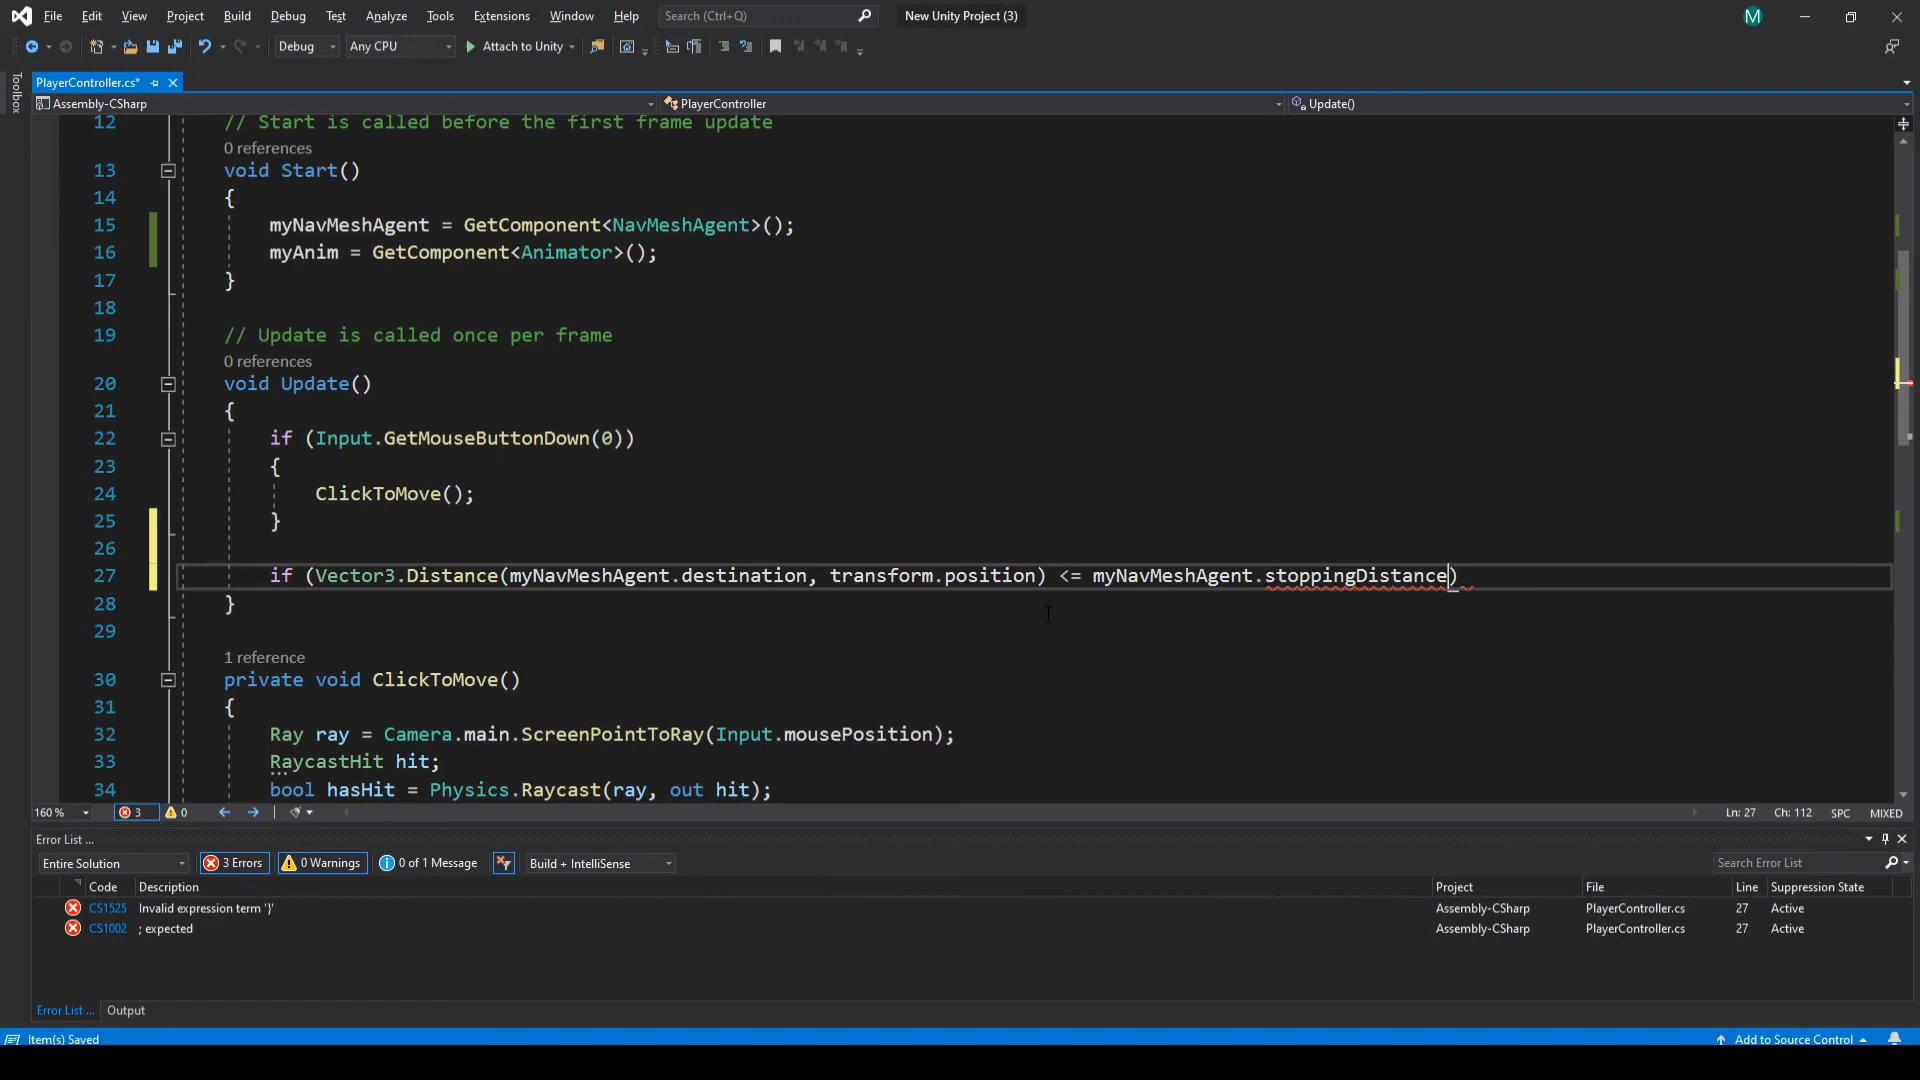 File Edit View Project Build Debug Test Analyze Tools Extensions Window Help Search (Ctrl+Q) New Unity Project (3) M
Debug Any CPU Attach to Unity
Toolbox
PlayerController.cs*
Assembly-CSharp PlayerController Update()
12 // Start is called before the first frame update
0 references
13 void Start()
14 {
15 myNavMeshAgent = GetComponent<NavMeshAgent>();
16 myAnim = GetComponent<Animator>();
17 }
18
19 // Update is called once per frame
0 references
20 void Update()
21 {
22 if (Input.GetMouseButtonDown(0))
23 {
24 ClickToMove();
25 }
26
27 if (Vector3.Distance(myNavMeshAgent.destination, transform.position) <= myNavMeshAgent.stoppingDistance)
28 }
29
1 reference
30 private void ClickToMove()
31 {
32 Ray ray = Camera.main.ScreenPointToRay(Input.mousePosition);
33 RaycastHit hit;
34 bool hasHit = Physics.Raycast(ray, out hit);
160 % 3 0 Ln: 27 Ch: 112 SPC MIXED
Error List ...
Entire Solution 3 Errors 0 Warnings 0 of 1 Message Build + IntelliSense Search Error List
Code Description Project File Line Suppression State
CS1525 Invalid expression term '}' Assembly-CSharp PlayerController.cs 27 Active
CS1002 ; expected Assembly-CSharp PlayerController.cs 27 Active
Error List ... Output
Item(s) Saved Add to Source Control